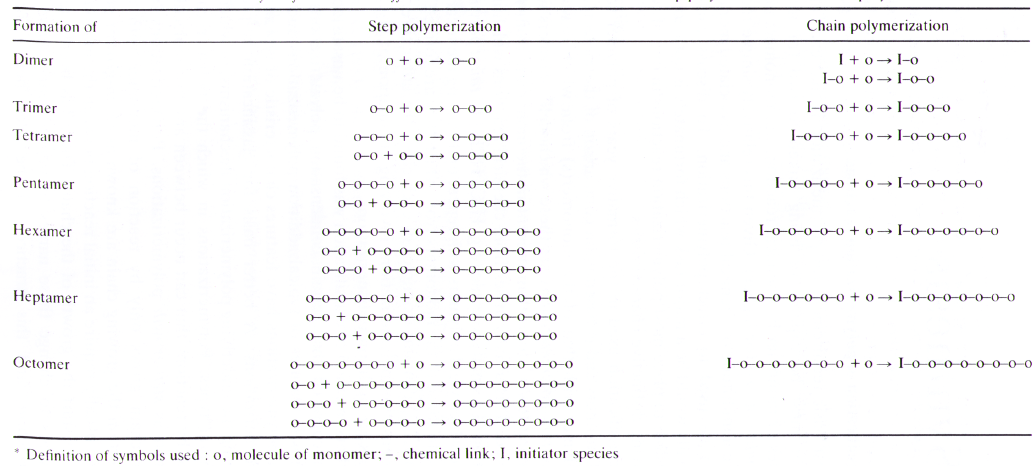 Formation of Step polymerization Chain polymerization
Dimer o + o → o–o I + o → I–o
I–o + o → I–o–o
Trimer o–o + o → o–o–o I–o–o + o → I–o–o–o
Tetramer o–o–o + o → o–o–o–o I–o–o–o + o → I–o–o–o–o
o–o + o–o → o–o–o–o
Pentamer o–o–o–o + o → o–o–o–o–o I–o–o–o–o + o → I–o–o–o–o–o
o–o + o–o–o → o–o–o–o–o
Hexamer o–o–o–o–o + o → o–o–o–o–o–o I–o–o–o–o–o + o → I–o–o–o–o–o–o
o–o + o–o–o–o → o–o–o–o–o–o
o–o–o + o–o–o → o–o–o–o–o–o
Heptamer o–o–o–o–o–o + o → o–o–o–o–o–o–o I–o–o–o–o–o–o + o → I–o–o–o–o–o–o–o
o–o + o–o–o–o–o → o–o–o–o–o–o–o
o–o–o + o–o–o–o → o–o–o–o–o–o–o
Octomer o–o–o–o–o–o–o + o → o–o–o–o–o–o–o–o I–o–o–o–o–o–o–o + o → I–o–o–o–o–o–o–o–o
o–o + o–o–o–o–o–o → o–o–o–o–o–o–o–o
o–o–o + o–o–o–o–o → o–o–o–o–o–o–o–o
o–o–o–o + o–o–o–o → o–o–o–o–o–o–o–o
* Definition of symbols used : o, molecule of monomer; –, chemical link; I, initiator species